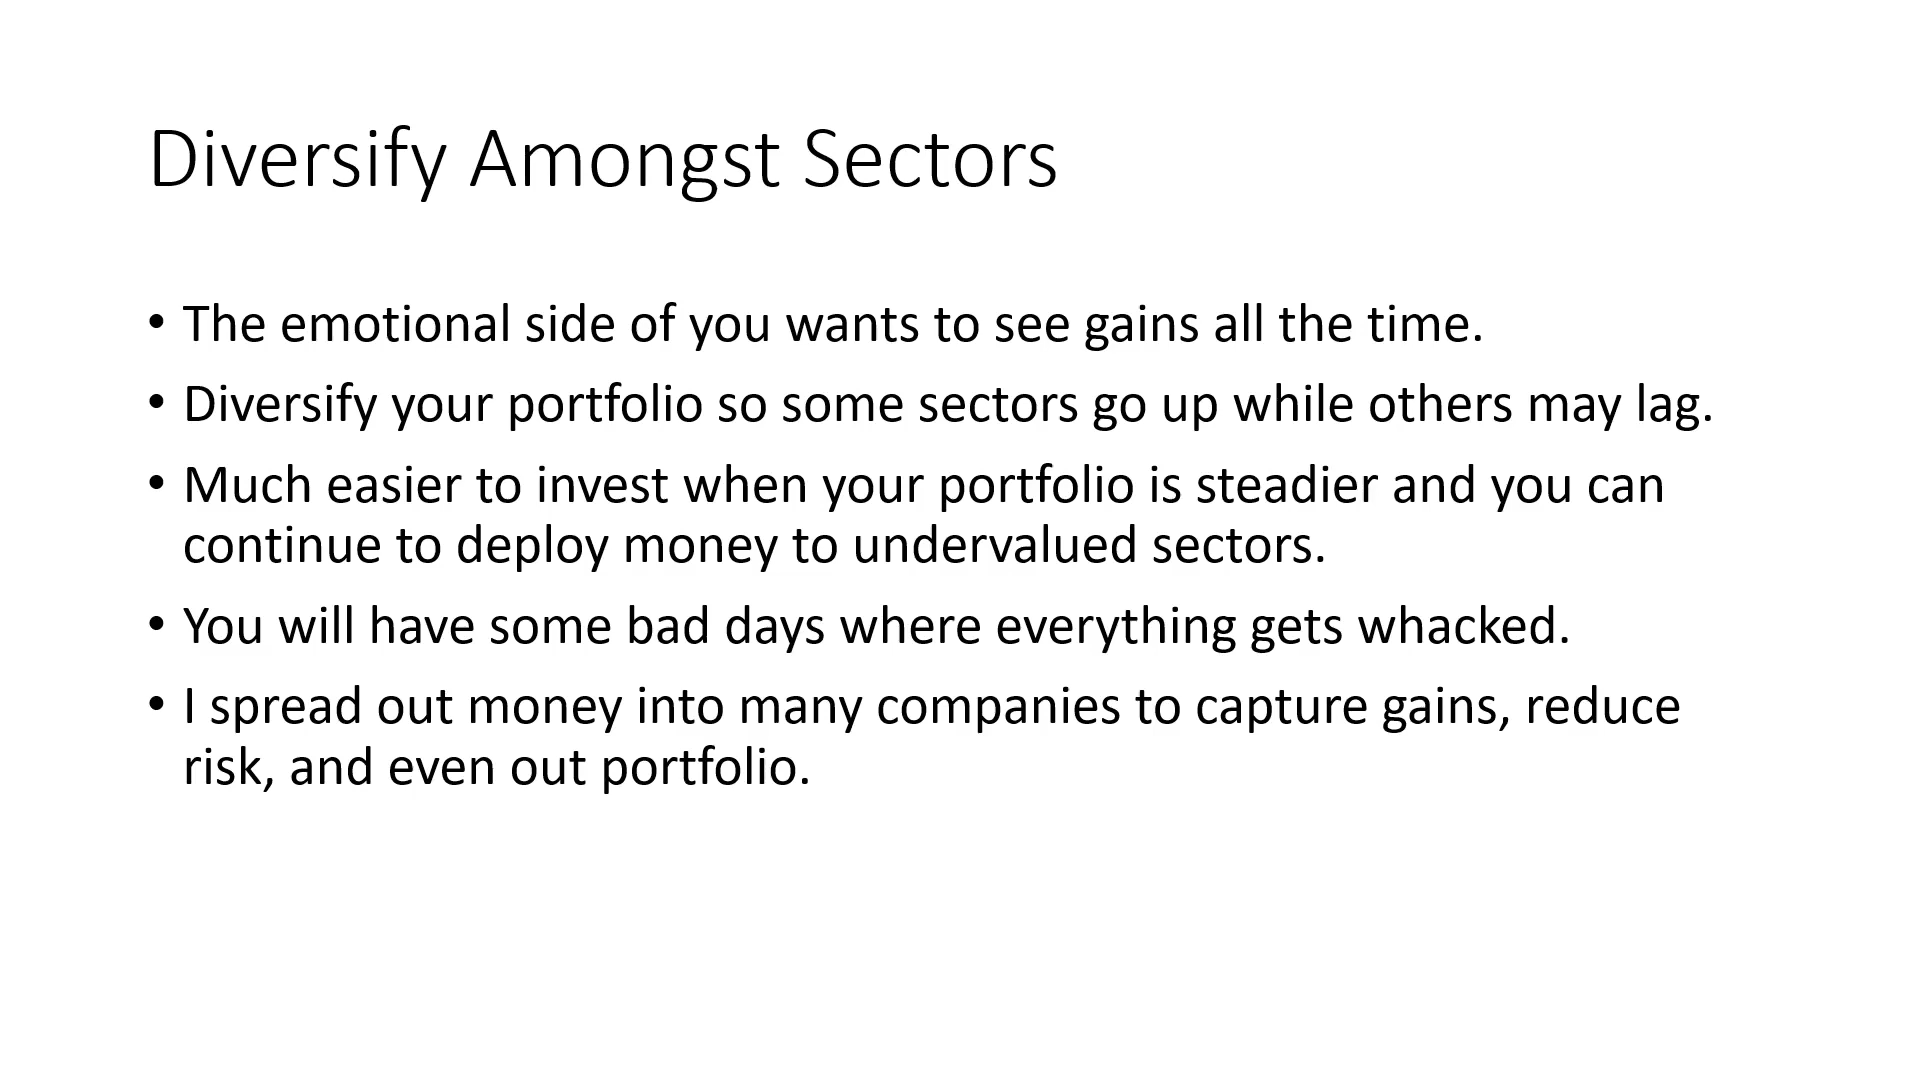 Diversify Amongst Sectors
• The emotional side of you wants to see gains all the time.
• Diversify your portfolio so some sectors go up while others may lag.
• Much easier to invest when your portfolio is steadier and you can
continue to deploy money to undervalued sectors.
• You will have some bad days where everything gets whacked.
• I spread out money into many companies to capture gains, reduce
risk, and even out portfolio.